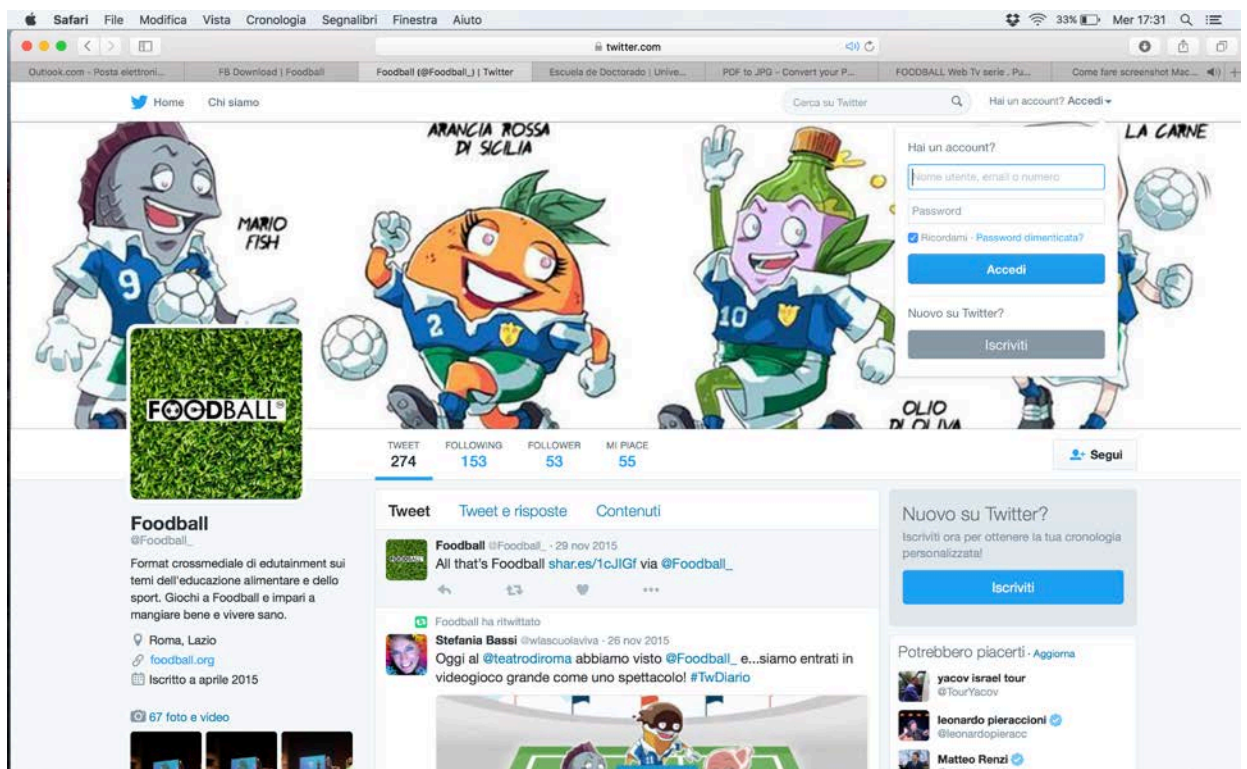 Safari File Modifica Vista Cronologia Segnalibri Finestra Aiuto 33% Mer 17:31
twitter.com
Outlook.com - Posta elettroni... FB Download | Foodball Foodball (@Foodball_) | Twitter Escuela de Doctorado | Unive... PDF to JPG – Convert your P... FOODBALL Web Tv serie . Pu... Come fare screenshot Mac...
Home Chi siamo Cerca su Twitter Hai un account? Accedi
ARANCIA ROSSA
DI SICILIA
LA CARNE
MARIO
FISH
9
2
10
OLIO
DI OLIVA
Hai un account?
Nome utente, email o numero
Password
Ricordami · Password dimenticata?
Accedi
Nuovo su Twitter?
Iscriviti
FOODBALL
TWEET FOLLOWING FOLLOWER MI PIACE
274 153 53 55
Segui
Foodball
@Foodball_
Format crossmediale di edutainment sui
temi dell'educazione alimentare e dello
sport. Giochi a Foodball e impari a
mangiare bene e vivere sano.
Roma, Lazio
foodball.org
Iscritto a aprile 2015
67 foto e video
Tweet Tweet e risposte Contenuti
Foodball @Foodball_ · 29 nov 2015
All that's Foodball shar.es/1cJIGf via @Foodball_
Foodball ha ritwittato
Stefania Bassi @wlascuolaviva · 26 nov 2015
Oggi al @teatrodiroma abbiamo visto @Foodball_ e...siamo entrati in
videogioco grande come uno spettacolo! #TwDiario
Nuovo su Twitter?
Iscriviti ora per ottenere la tua cronologia
personalizzata!
Iscriviti
Potrebbero piacerti · Aggiorna
yacov israel tour
@TourYacov
leonardo pieraccioni
@leonardopieracc
Matteo Renzi